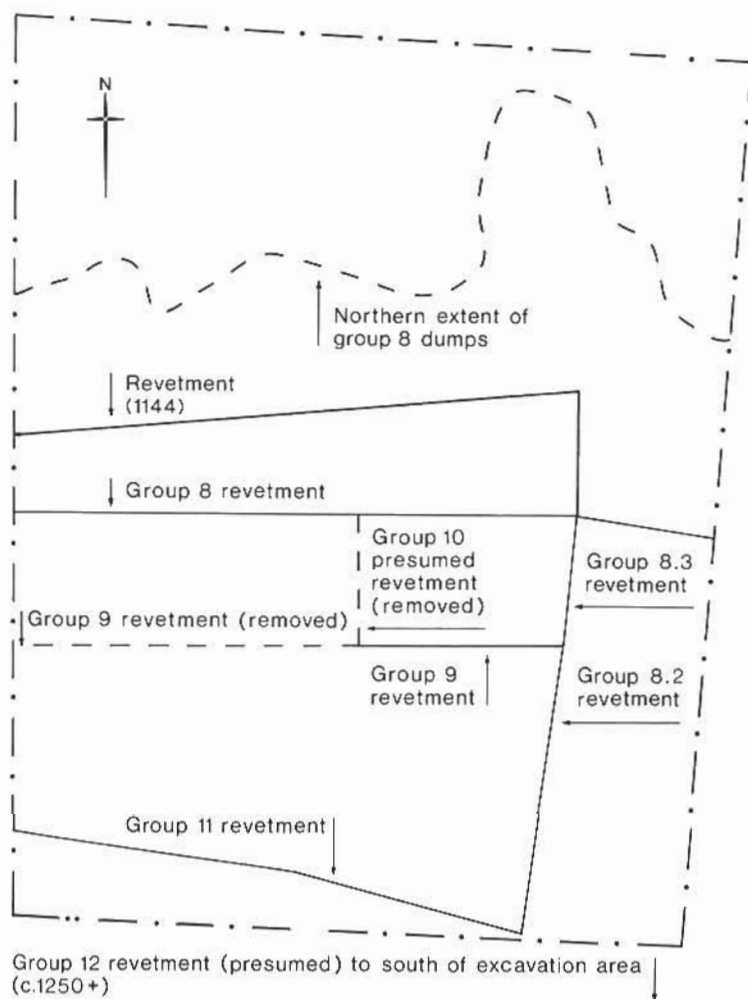 N
Northern extent of
group 8 dumps
Revetment
(1144)
Group 8 revetment
Group 10
presumed
revetment
(removed)
Group 8.3
revetment
Group 9 revetment (removed)
Group 9
revetment
Group 8.2
revetment
Group 11 revetment
Group 12 revetment (presumed) to south of excavation area
(c.1250+)